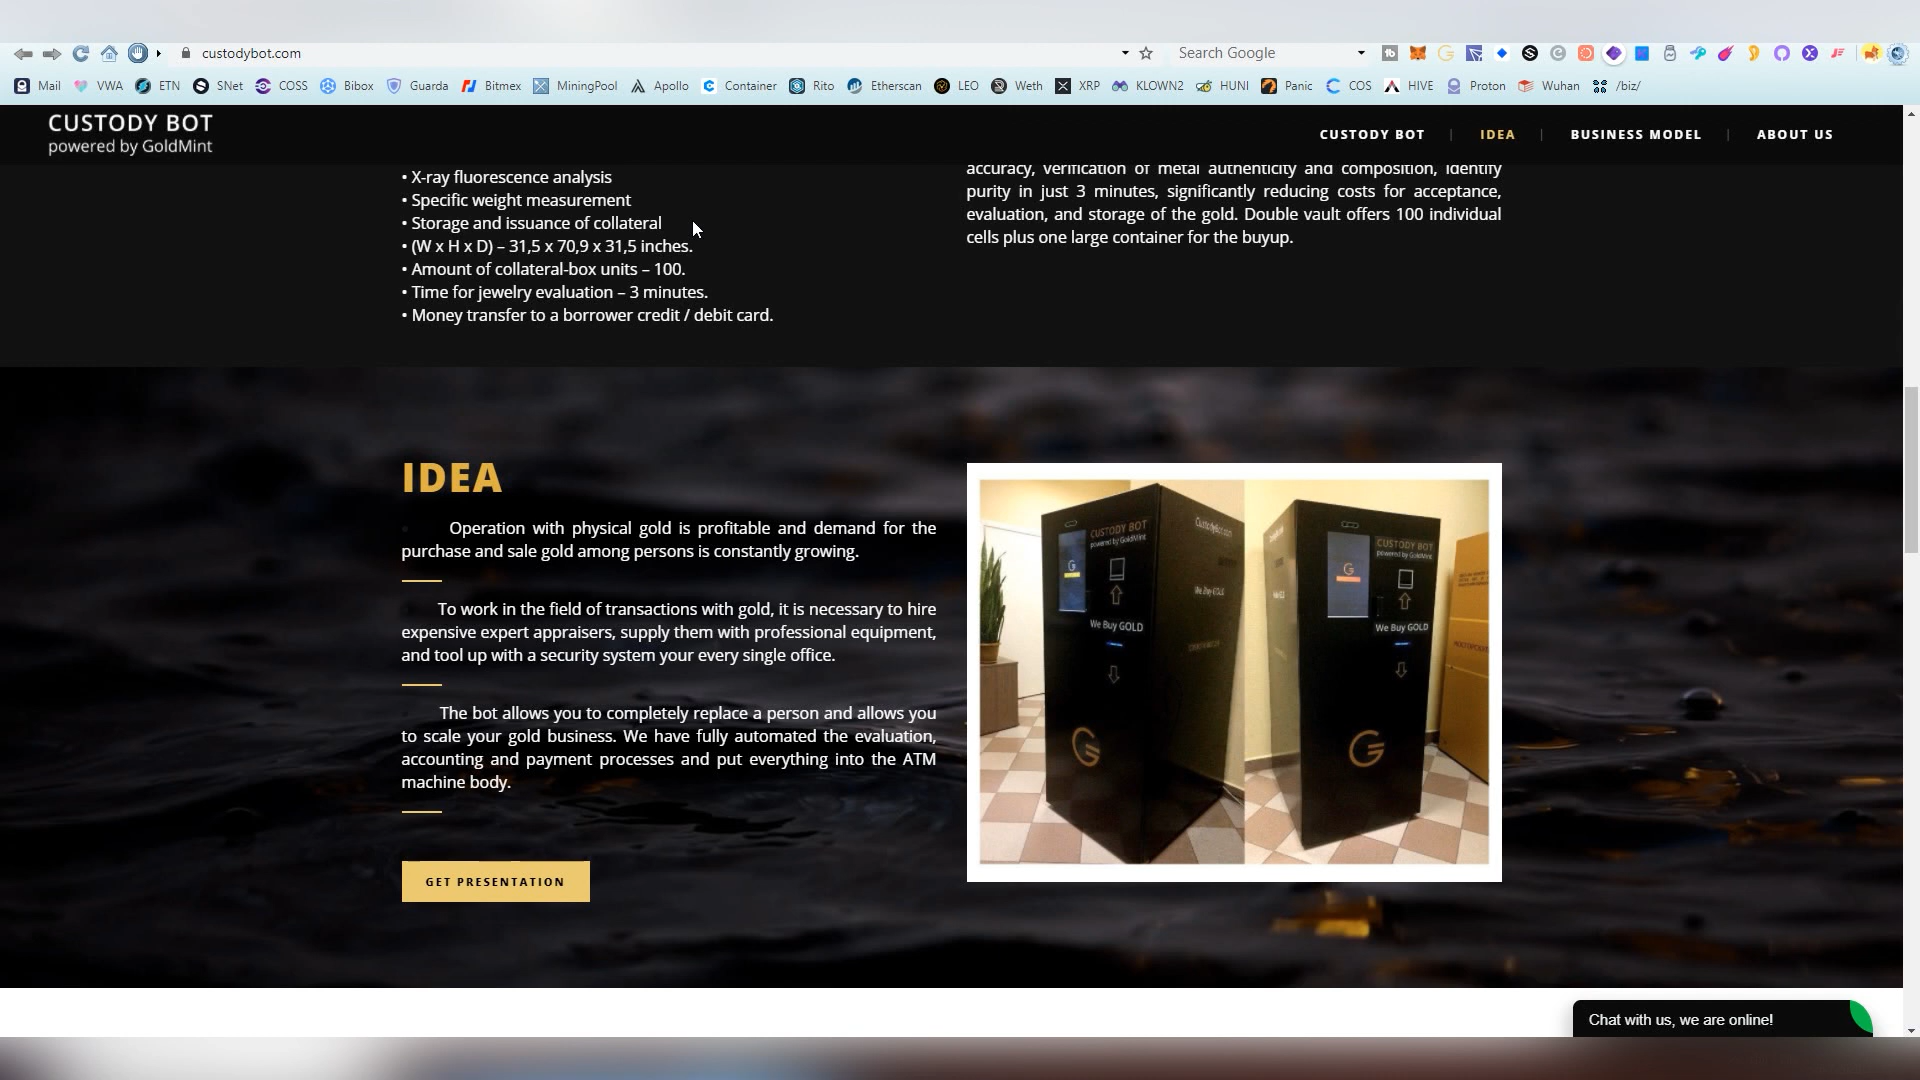 custodybot.com
Search Google
Mail VWA ETN SNet COSS Bibox Guarda Bitmex MiningPool Apollo Container Rito Etherscan LEO Weth XRP KLOWN2 HUNI Panic COS HIVE Proton Wuhan /biz/
CUSTODY BOT
powered by GoldMint
CUSTODY BOT | IDEA | BUSINESS MODEL | ABOUT US
• X-ray fluorescence analysis
• Specific weight measurement
• Storage and issuance of collateral
• (W x H x D) – 31,5 x 70,9 x 31,5 inches.
• Amount of collateral-box units – 100.
• Time for jewelry evaluation – 3 minutes.
• Money transfer to a borrower credit / debit card.
accuracy, verification of metal authenticity and composition, identify
purity in just 3 minutes, significantly reducing costs for acceptance,
evaluation, and storage of the gold. Double vault offers 100 individual
cells plus one large container for the buyup.
IDEA
Operation with physical gold is profitable and demand for the
purchase and sale gold among persons is constantly growing.
To work in the field of transactions with gold, it is necessary to hire
expensive expert appraisers, supply them with professional equipment,
and tool up with a security system your every single office.
The bot allows you to completely replace a person and allows you
to scale your gold business. We have fully automated the evaluation,
accounting and payment processes and put everything into the ATM
machine body.
GET PRESENTATION
CUSTODY BOT
powered by GoldMint
We Buy GOLD
CustodyBot.com
We Buy GOLD
CUSTODY BOT
powered by GoldMint
We Buy GOLD
Chat with us, we are online!